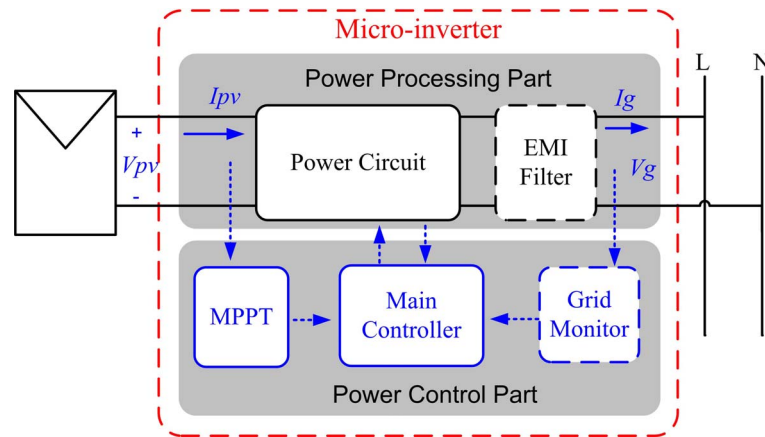 Micro-inverter
L
N
Power Processing Part
Ipv
Ig
+
Vpv
-
Power Circuit
EMI
Filter
Vg
MPPT
Main
Controller
Grid
Monitor
Power Control Part